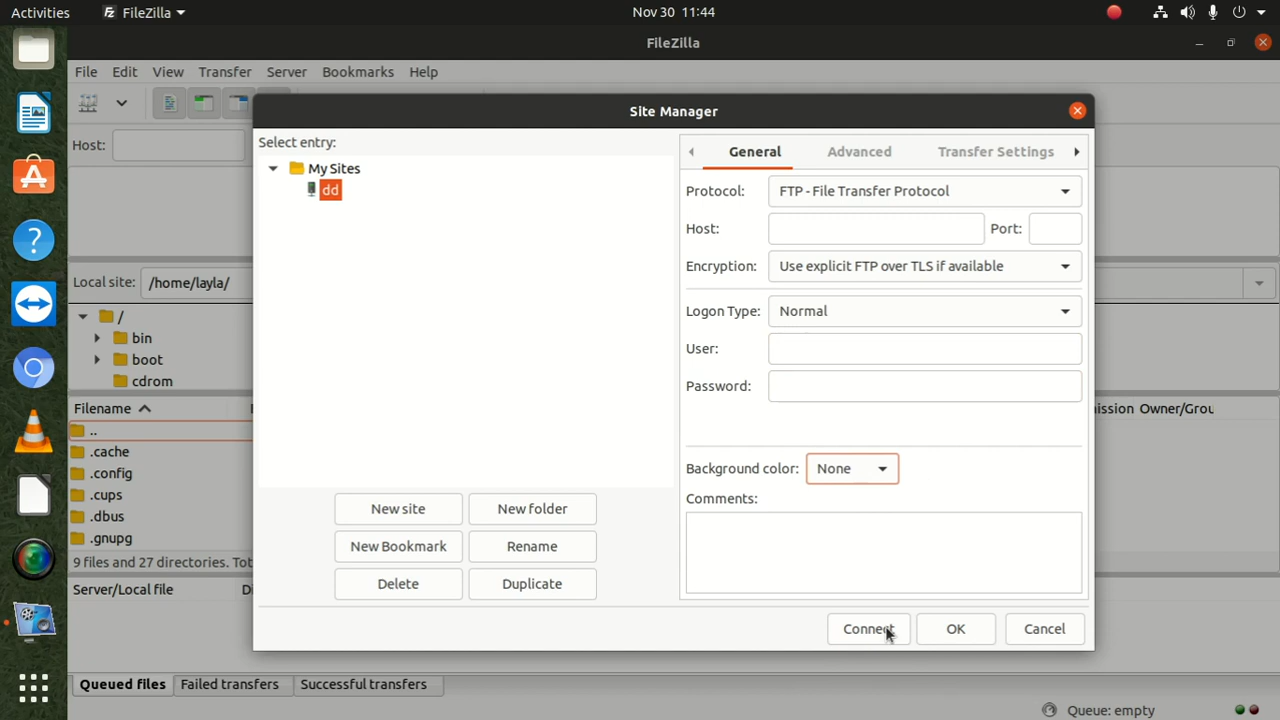 Activities FileZilla Nov 30 11:44
FileZilla
File Edit View Transfer Server Bookmarks Help
Host:
Site Manager
Select entry:
My Sites
dd
New site New folder
New Bookmark Rename
Delete Duplicate
General Advanced Transfer Settings
Protocol: FTP - File Transfer Protocol
Host: Port:
Encryption: Use explicit FTP over TLS if available
Logon Type: Normal
User:
Password:
Background color: None
Comments:
Connect OK Cancel
Local site: /home/layla/
/
bin
boot
cdrom
Filename
..
.cache
.config
.cups
.dbus
.gnupg
9 files and 27 directories.
Owner/Grou
Server/Local file
Queued files Failed transfers Successful transfers
Queue: empty